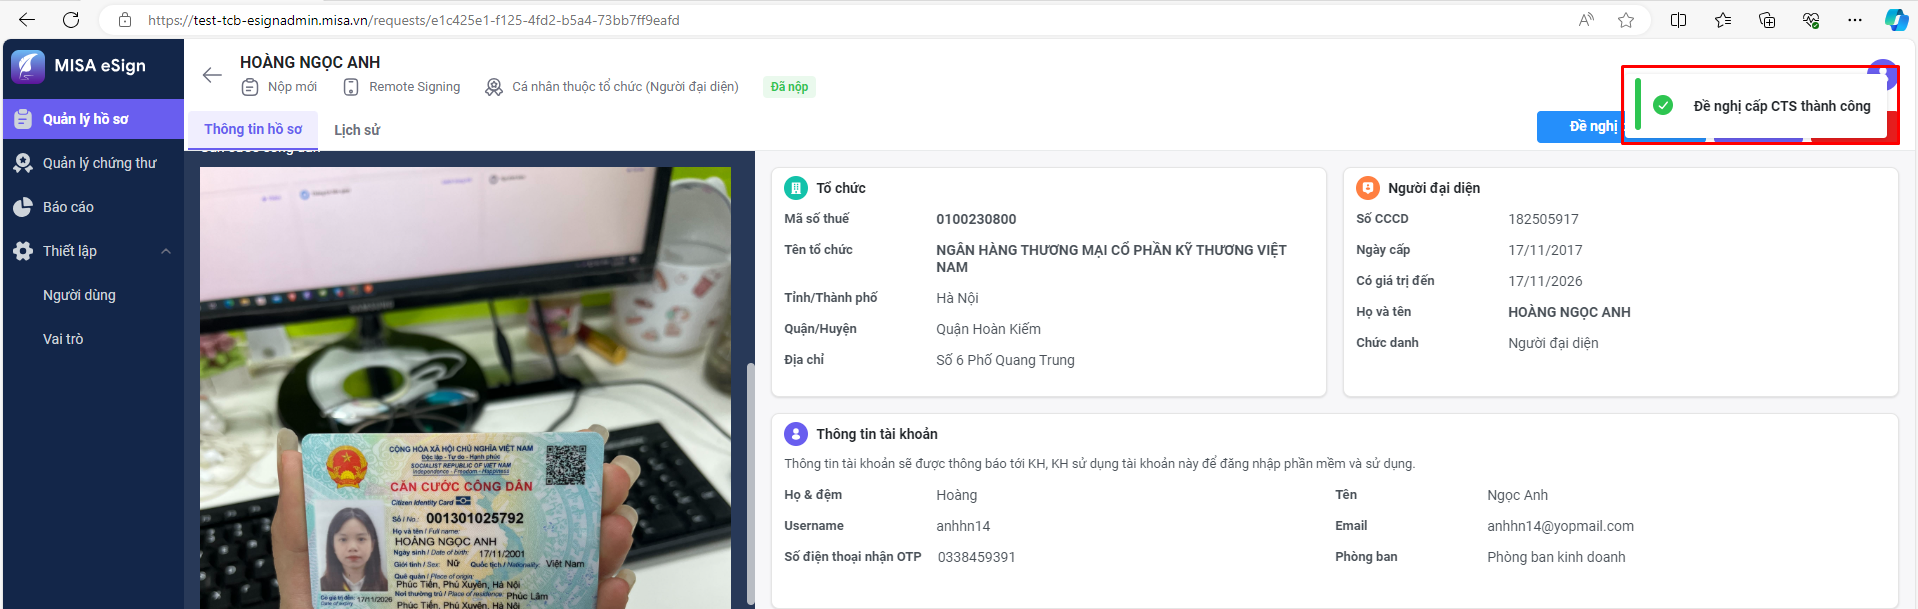 https://test-tcb-esignadmin.misa.vn/requests/e1c425e1-f125-4fd2-b5a4-73bb7ff9eafd
MISA eSign
HOÀNG NGỌC ANH
Nộp mới
Remote Signing
Cá nhân thuộc tổ chức (Người đại diện)
Đã nộp
Đề nghị cấp CTS thành công
Đề nghị
Thông tin hồ sơ
Lịch sử
Quản lý hồ sơ
Quản lý chứng thư
Báo cáo
Thiết lập
Người dùng
Vai trò
CỘNG HÒA XÃ HỘI CHỦ NGHĨA VIỆT NAM
Độc lập - Tự do - Hạnh phúc
SOCIALIST REPUBLIC OF VIET NAM
Independence - Freedom - Happiness
CĂN CƯỚC CÔNG DÂN
Citizen Identity Card
Số / No.: 001301025792
Họ và tên / Full name:
HOÀNG NGỌC ANH
Ngày sinh / Date of birth: 17/11/2001
Giới tính / Sex: Nữ Quốc tịch / Nationality: Việt Nam
Quê quán / Place of origin:
Phúc Tiến, Phú Xuyên, Hà Nội
Nơi thường trú / Place of residence: Phúc Lâm
Phúc Tiến, Phú Xuyên, Hà Nội
Có giá trị đến: 17/11/2026
Date of expiry
Tổ chức
Mã số thuế 0100230800
Tên tổ chức NGÂN HÀNG THƯƠNG MẠI CỔ PHẦN KỸ THƯƠNG VIỆT
NAM
Tỉnh/Thành phố Hà Nội
Quận/Huyện Quận Hoàn Kiếm
Địa chỉ Số 6 Phố Quang Trung
Người đại diện
Số CCCD 182505917
Ngày cấp 17/11/2017
Có giá trị đến 17/11/2026
Họ và tên HOÀNG NGỌC ANH
Chức danh Người đại diện
Thông tin tài khoản
Thông tin tài khoản sẽ được thông báo tới KH, KH sử dụng tài khoản này để đăng nhập phần mềm và sử dụng.
Họ & đệm Hoàng Tên Ngọc Anh
Username anhhn14 Email anhhn14@yopmail.com
Số điện thoại nhận OTP 0338459391 Phòng ban Phòng ban kinh doanh